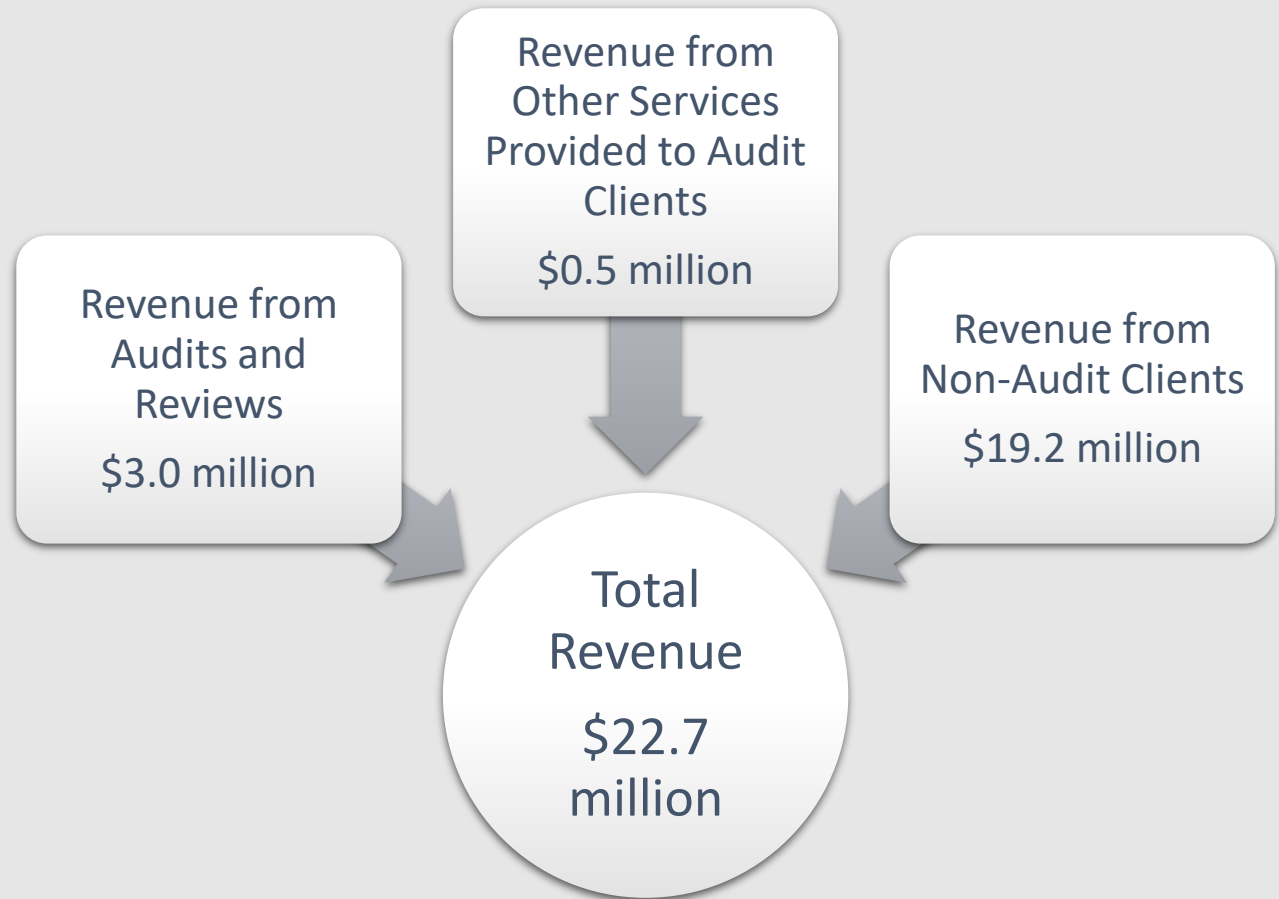 Revenue from
Other Services
Provided to Audit
Clients
$0.5 million
Revenue from
Audits and
Reviews
$3.0 million
Revenue from
Non-Audit Clients
$19.2 million
Total
Revenue
$22.7
million